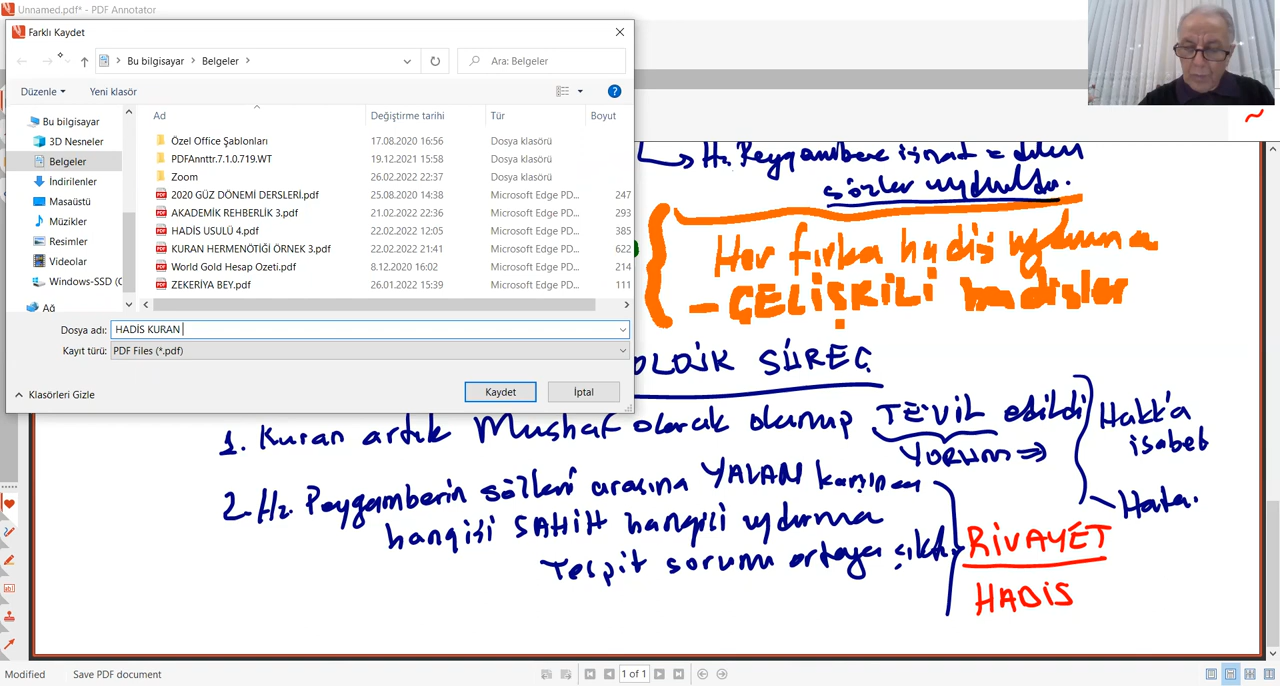 Unnamed.pdf* - PDF Annotator
Farklı Kaydet
Bu bilgisayar > Belgeler >
Ara: Belgeler
Düzenle
Yeni klasör
?
Bu bilgisayar
3D Nesneler
Belgeler
İndirilenler
Masaüstü
Müzikler
Resimler
Videolar
Windows-SSD (C
Ağ
Ad Değiştirme tarihi Tür Boyut
Özel Office Şablonları 17.08.2020 16:56 Dosya klasörü
PDFAnnttr.7.1.0.719.WT 19.12.2021 15:58 Dosya klasörü
Zoom 26.02.2022 22:37 Dosya klasörü
2020 GÜZ DÖNEMİ DERSLERİ.pdf 25.08.2020 14:38 Microsoft Edge PD... 247
AKADEMİK REHBERLİK 3.pdf 21.02.2022 22:36 Microsoft Edge PD... 293
HADİS USULÜ 4.pdf 22.02.2022 12:05 Microsoft Edge PD... 385
KURAN HERMENÖTİĞİ ÖRNEK 3.pdf 22.02.2022 21:41 Microsoft Edge PD... 622
World Gold Hesap Ozeti.pdf 8.12.2020 16:02 Microsoft Edge PD... 214
ZEKERİYA BEY.pdf 26.01.2022 15:39 Microsoft Edge PD... 111
Dosya adı: HADİS KURAN
Kayıt türü: PDF Files (*.pdf)
Klasörleri Gizle
Kaydet
İptal
Hz. Peygambere isnat edilen
sözler uyduruldu.
Her fırka hadis uydurma
- ÇELİŞKİLİ hadisler
OLOJİK SÜREÇ
1. Kuran artık Mushaf olarak okunup TEVİL edildi
YORUM ⇒
Hakk'a
isabet
Hata.
2. Hz. Peygamberin sözleri arasına YALAN karışınca
hangisi SAHİH hangisi uydurma
Tespit sorunu ortaya çıktı
RİVAYET
HADİS
Modified
Save PDF document
1 of 1